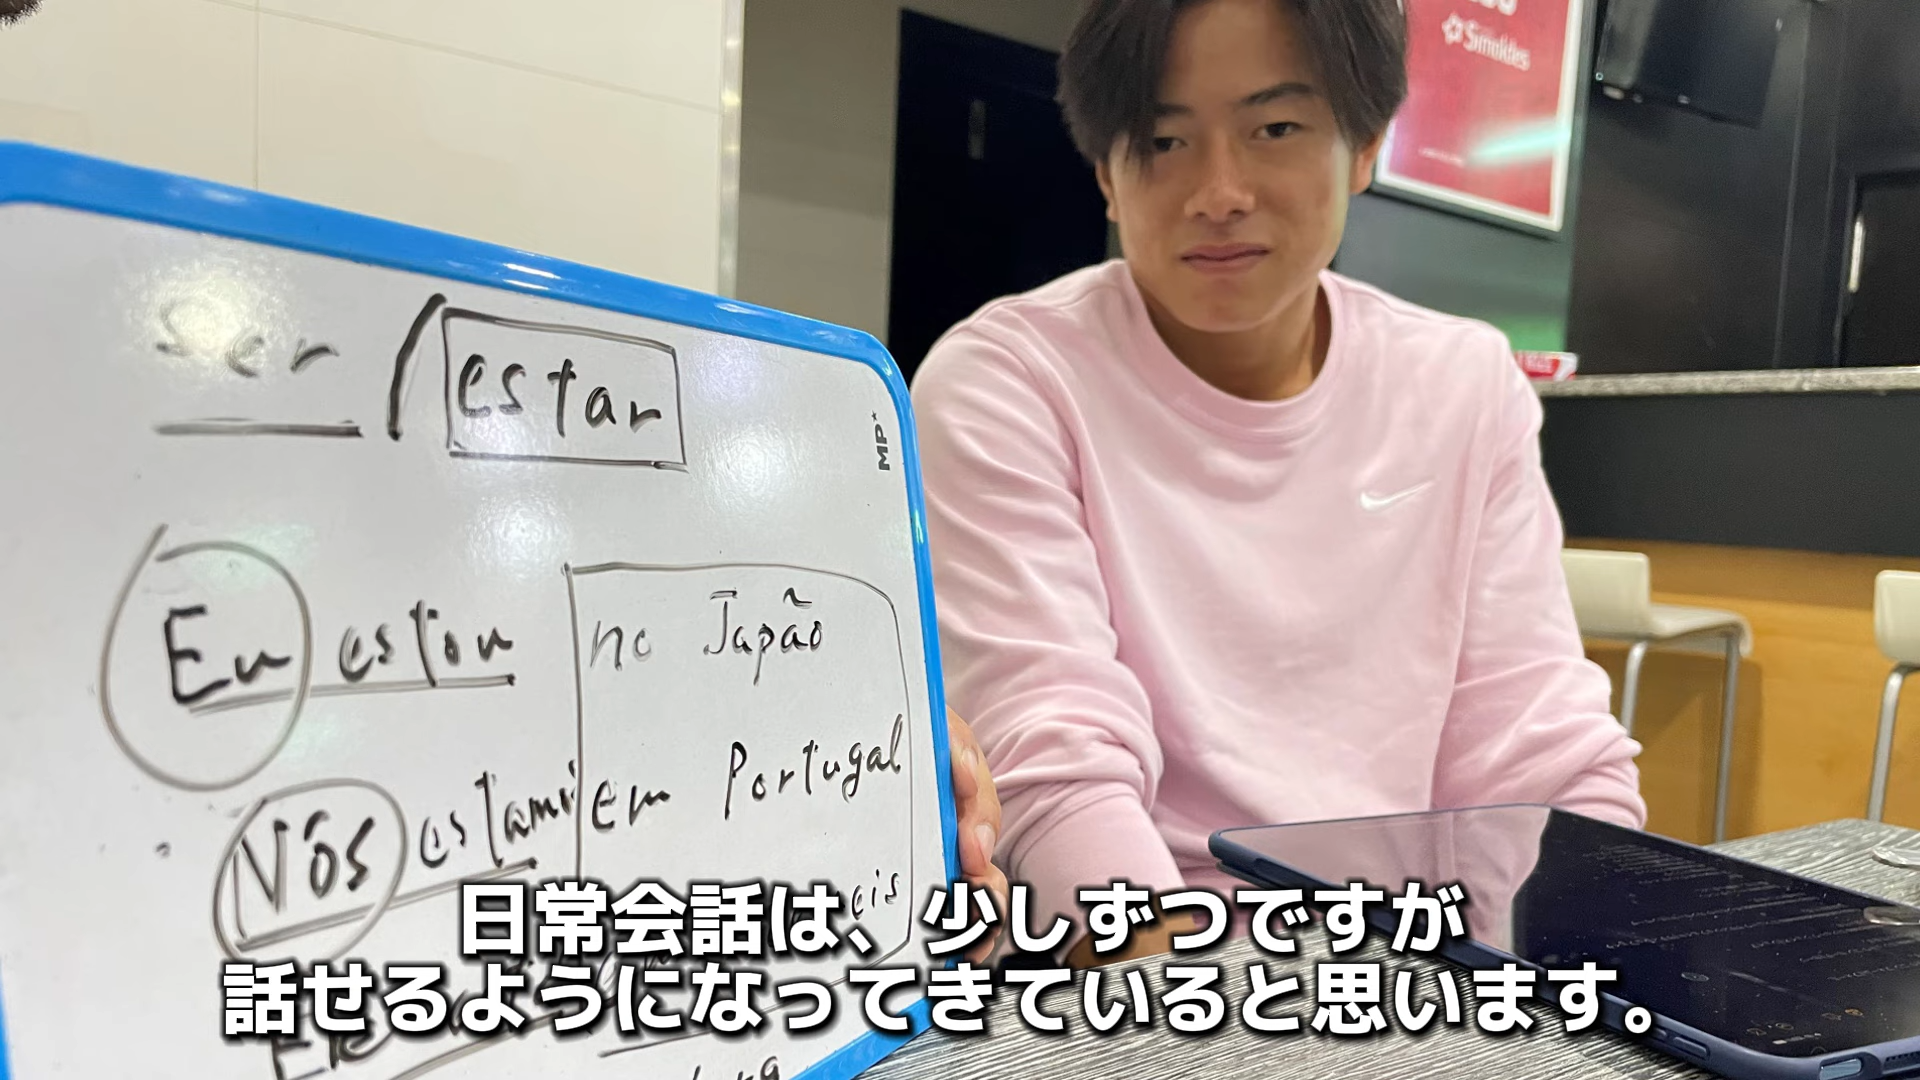 Simoldes
ser / estar
MP
Eu estou
no Japão
Nós estamos
em Portugal
日常会話は、少しずつですが
話せるようになってきていると思います。